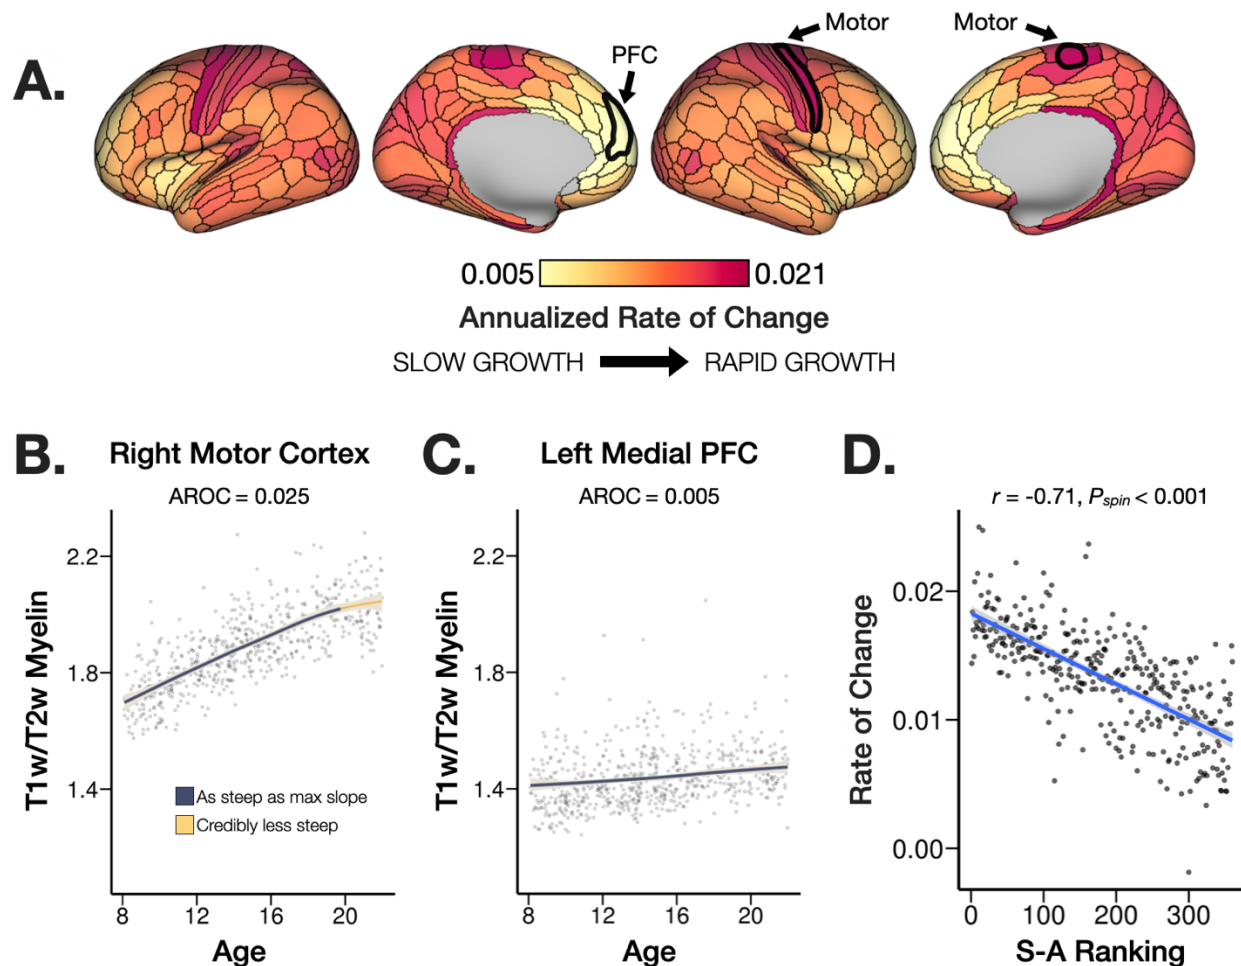 A.
PFC
Motor
Motor
0.005 0.021
Annualized Rate of Change
SLOW GROWTH RAPID GROWTH
B. Right Motor Cortex
AROC = 0.025
T1w/T2w Myelin
2.2
1.8
1.4
As steep as max slope
Credibly less steep
8 12 16 20
Age
C. Left Medial PFC
AROC = 0.005
T1w/T2w Myelin
2.2
1.8
1.4
8 12 16 20
Age
D.
r = -0.71, Pspin < 0.001
Rate of Change
0.02
0.01
0.00
0 100 200 300
S-A Ranking